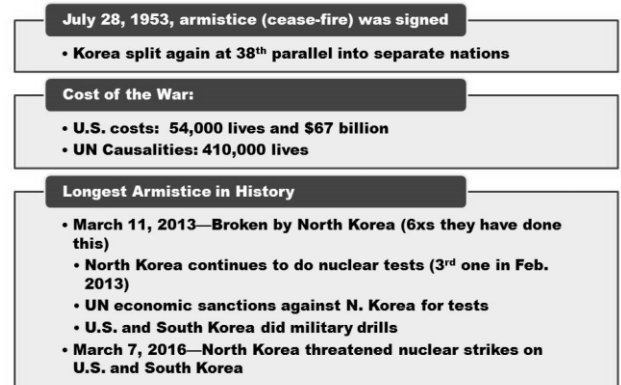 July 28, 1953, armistice (cease-fire) was signed
• Korea split again at 38th parallel into separate nations
Cost of the War:
• U.S. costs: 54,000 lives and $67 billion
• UN Causalities: 410,000 lives
Longest Armistice in History
• March 11, 2013—Broken by North Korea (6xs they have done
this)
• North Korea continues to do nuclear tests (3rd one in Feb.
2013)
• UN economic sanctions against N. Korea for tests
• U.S. and South Korea did military drills
• March 7, 2016—North Korea threatened nuclear strikes on
U.S. and South Korea